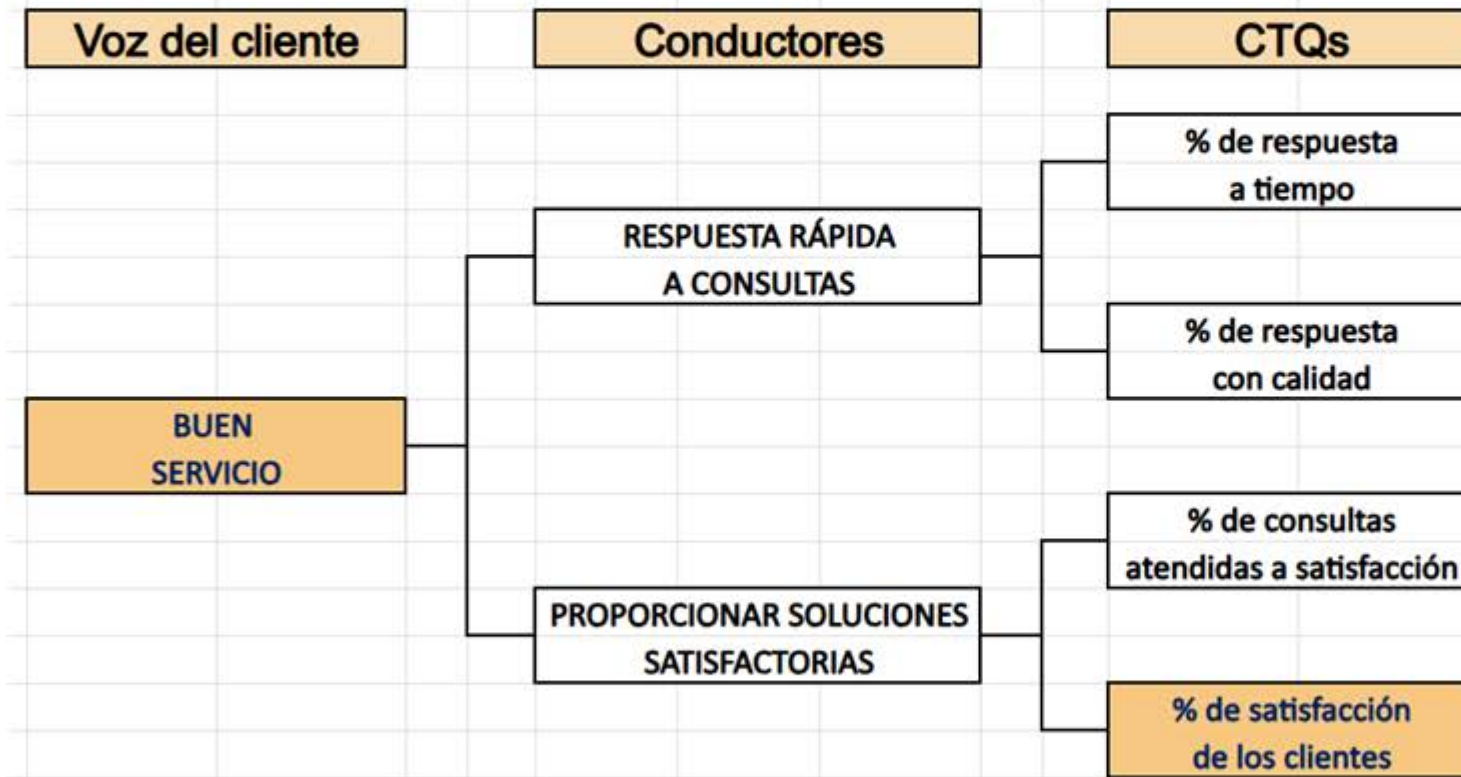 Voz del cliente
Conductores
CTQs
% de respuesta
a tiempo
RESPUESTA RÁPIDA
A CONSULTAS
% de respuesta
con calidad
BUEN
SERVICIO
% de consultas
atendidas a satisfacción
PROPORCIONAR SOLUCIONES
SATISFACTORIAS
% de satisfacción
de los clientes